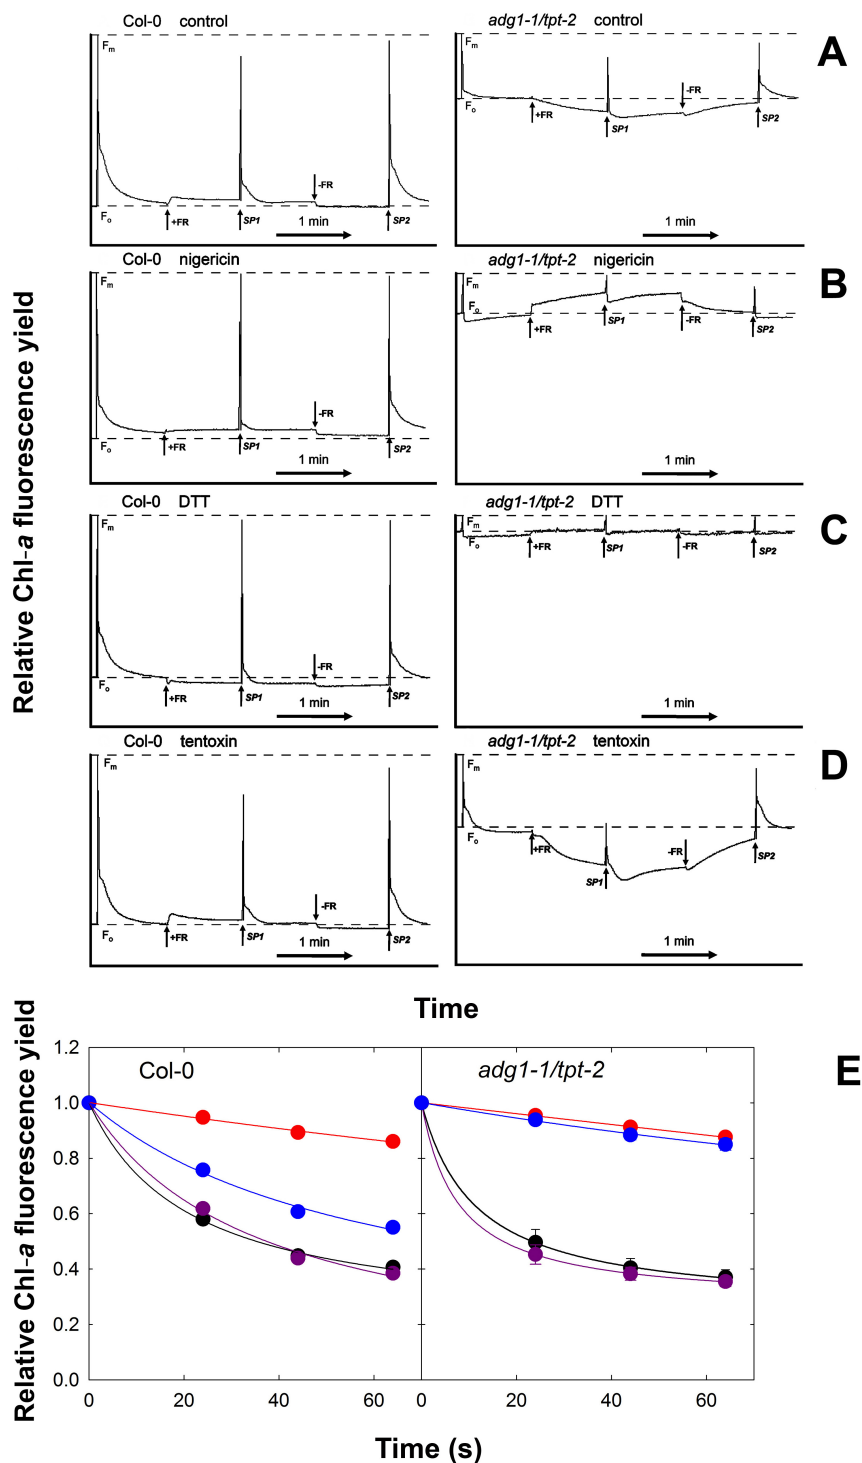 Col-0 control
adg1-1/tpt-2 control
A
Fm
Fo
+FR
SP1
-FR
SP2
1 min
Fm
Fo
+FR
SP1
-FR
SP2
1 min
Col-0 nigericin
adg1-1/tpt-2 nigericin
B
Fm
Fo
+FR
SP1
-FR
SP2
1 min
Fm
Fo
+FR
SP1
-FR
SP2
1 min
Relative Chl-a fluorescence yield
Col-0 DTT
adg1-1/tpt-2 DTT
C
Fm
Fo
+FR
SP1
-FR
SP2
1 min
Fm
Fo
+FR
SP1
-FR
SP2
1 min
Col-0 tentoxin
adg1-1/tpt-2 tentoxin
D
Fm
Fo
+FR
SP1
-FR
SP2
1 min
Fm
Fo
+FR
SP1
-FR
SP2
1 min
Time
Relative Chl-a fluorescence yield
1.2
1.0
0.8
0.6
0.4
0.2
0.0
Col-0
adg1-1/tpt-2
E
0 20 40 60 0 20 40 60
Time (s)